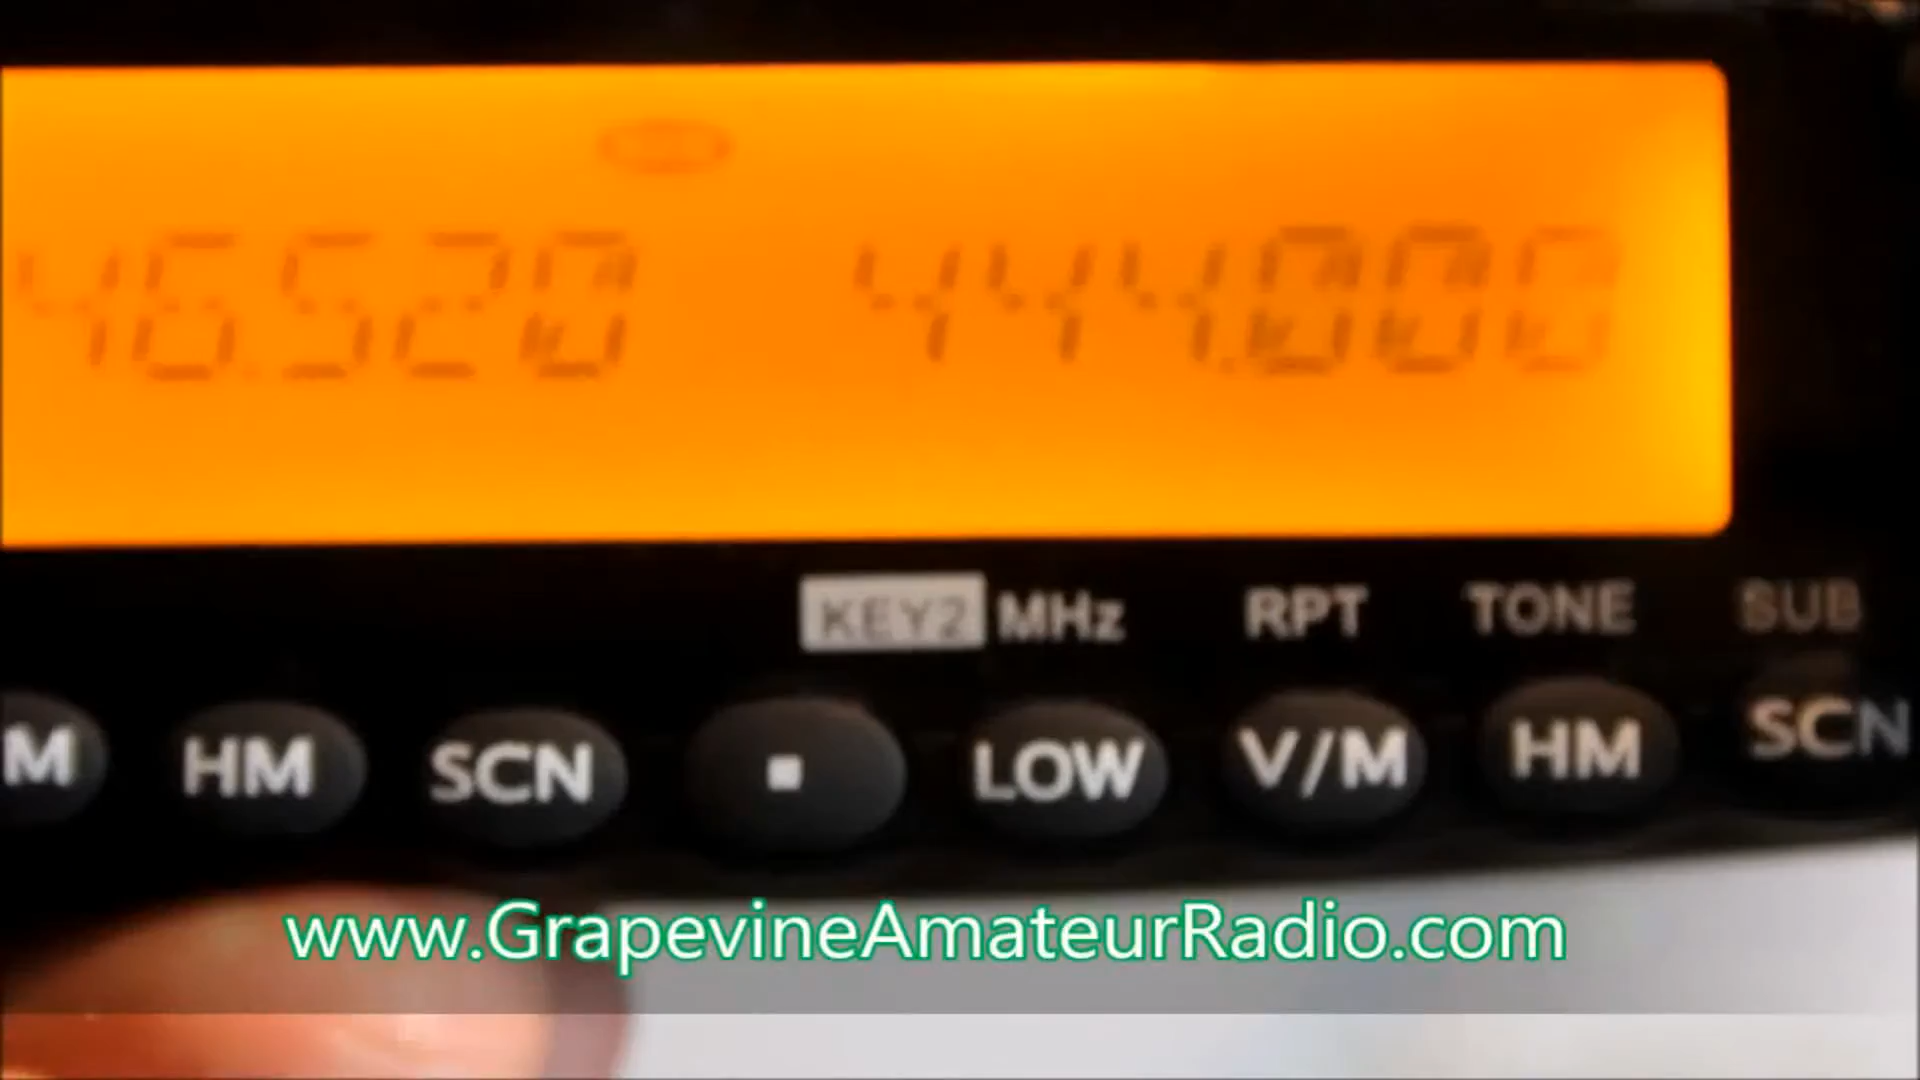 46.520 444.000
KEY2 MHz RPT TONE SUB
M HM SCN ■ LOW V/M HM SCN
www.GrapevineAmateurRadio.com